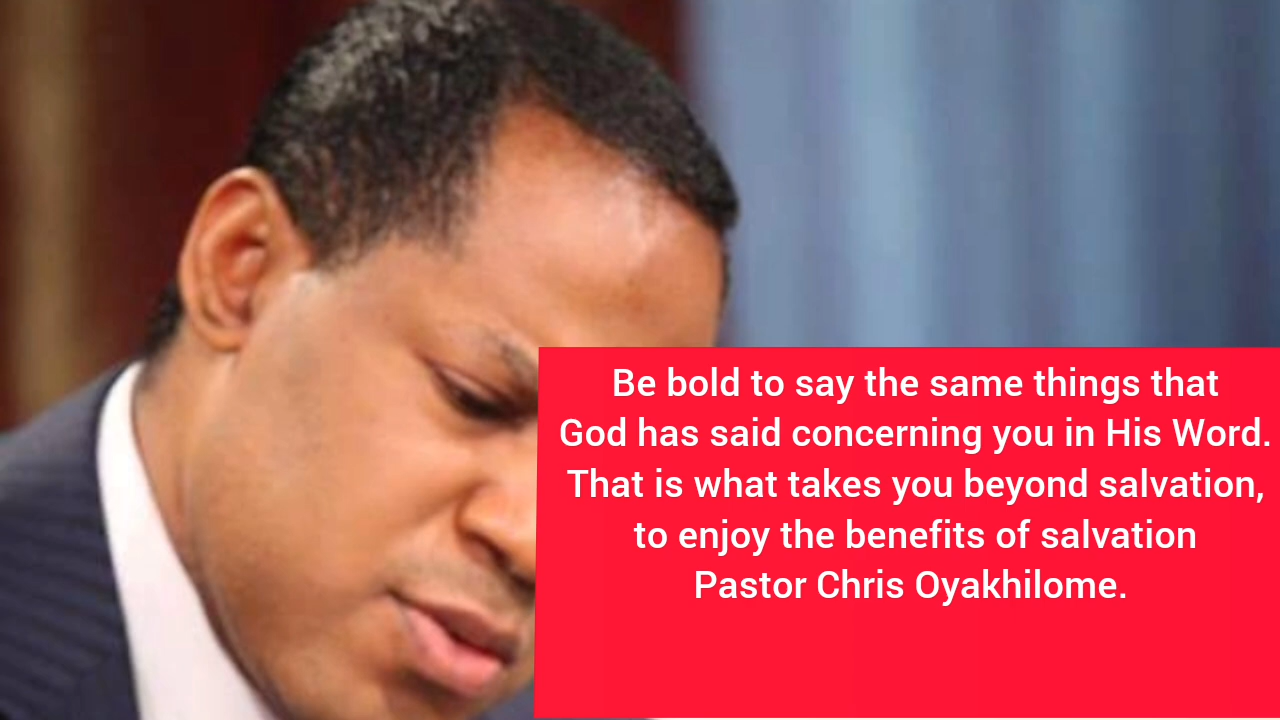 Be bold to say the same things that
God has said concerning you in His Word.
That is what takes you beyond salvation,
to enjoy the benefits of salvation
Pastor Chris Oyakhilome.